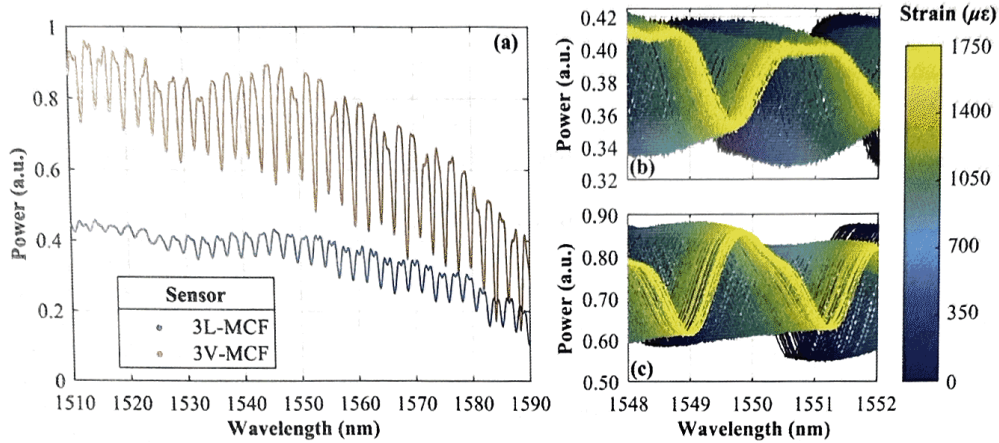 (a)
1
0.8
0.6
0.4
0.2
0
Power (a.u.)
Sensor
3L-MCF
3V-MCF
1510 1520 1530 1540 1550 1560 1570 1580 1590
Wavelength (nm)
0.42
0.40
0.38
0.36
0.34
0.32
Power (a.u.)
(b)
0.90
0.80
0.70
0.60
0.50
Power (a.u.)
(c)
1548 1549 1550 1551 1552
Wavelength (nm)
Strain (με)
1750
1400
1050
700
350
0